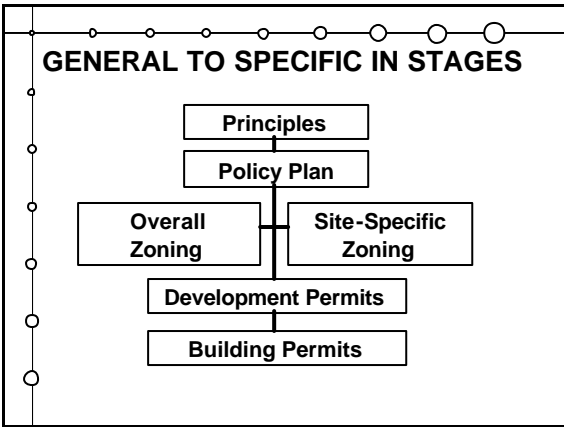 GENERAL TO SPECIFIC IN STAGES
Principles
Policy Plan
Overall
Zoning
Site-Specific
Zoning
Development Permits
Building Permits